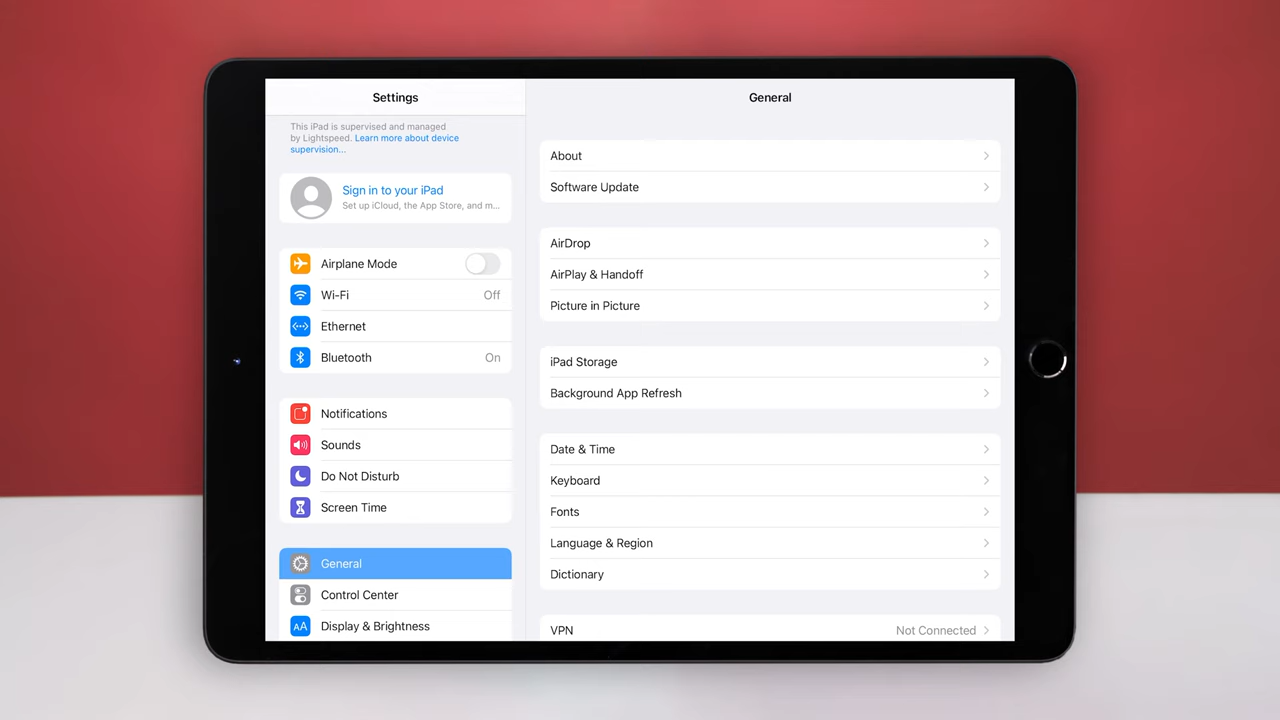 Settings
This iPad is supervised and managed
by Lightspeed. Learn more about device
supervision...
Sign in to your iPad
Set up iCloud, the App Store, and m...
Airplane Mode
Wi-Fi Off
Ethernet
Bluetooth On
Notifications
Sounds
Do Not Disturb
Screen Time
General
Control Center
AA Display & Brightness
General
About
Software Update
AirDrop
AirPlay & Handoff
Picture in Picture
iPad Storage
Background App Refresh
Date & Time
Keyboard
Fonts
Language & Region
Dictionary
VPN Not Connected